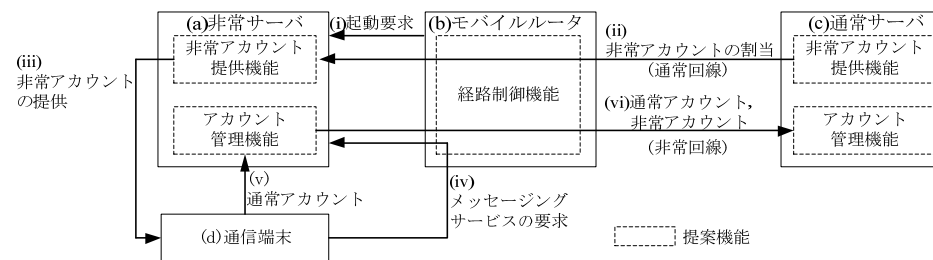 (a)非常サーバ
非常アカウント
提供機能
アカウント
管理機能
(i)起動要求
(b)モバイルルータ
経路制御機能
(ii)
非常アカウントの割当
(通常回線)
(c)通常サーバ
非常アカウント
提供機能
アカウント
管理機能
(iii)
非常アカウント
の提供
(vi)通常アカウント,
非常アカウント
(非常回線)
(v)
通常アカウント
(iv)
メッセージング
サービスの要求
(d)通信端末
提案機能